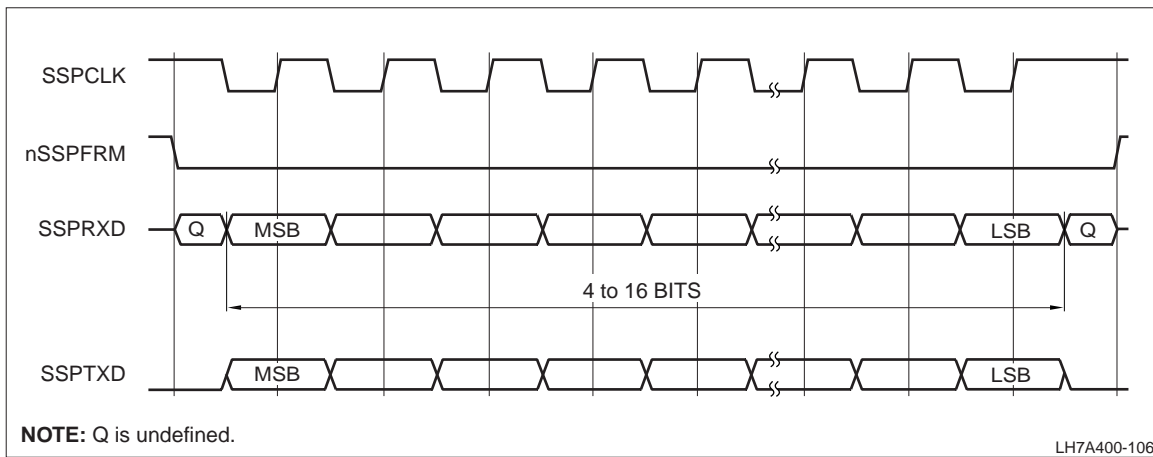 SSPCLK
nSSPFRM
SSPRXD
Q
MSB
LSB
Q
4 to 16 BITS
SSPTXD
MSB
LSB
NOTE: Q is undefined.
LH7A400-106